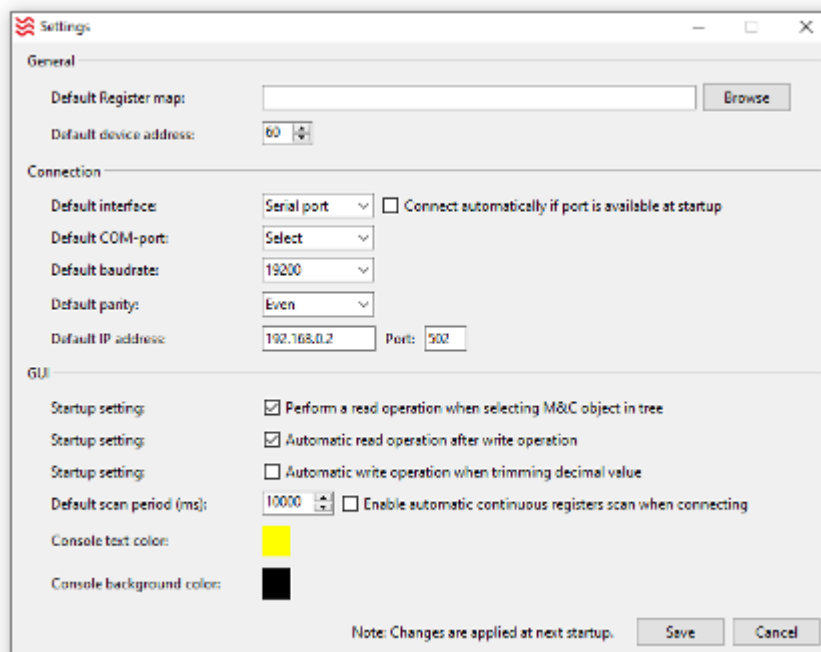 Settings
General
Default Register map: Browse
Default device address: 60
Connection
Default interface: Serial port Connect automatically if port is available at startup
Default COM-port: Select
Default baudrate: 19200
Default parity: Even
Default IP address: 192.168.0.2 Port: 502
GUI
Startup setting: Perform a read operation when selecting M&C object in tree
Startup setting: Automatic read operation after write operation
Startup setting: Automatic write operation when trimming decimal value
Default scan period (ms): 10000 Enable automatic continuous registers scan when connecting
Console text color:
Console background color:
Note: Changes are applied at next startup. Save Cancel